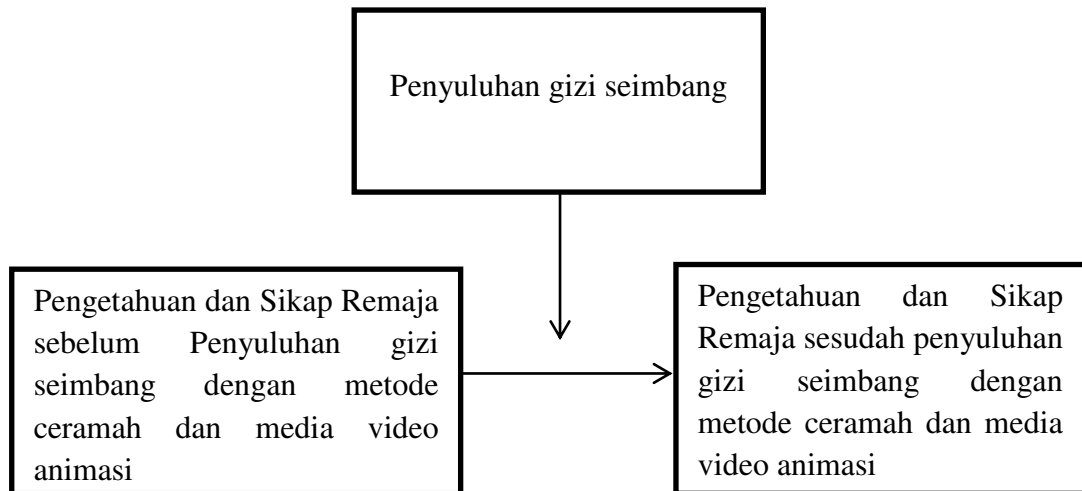 Penyuluhan gizi seimbang
Pengetahuan dan Sikap Remaja
sebelum Penyuluhan gizi
seimbang dengan metode
ceramah dan media video
animasi
Pengetahuan dan Sikap
Remaja sesudah penyuluhan
gizi seimbang dengan
metode ceramah dan media
video animasi